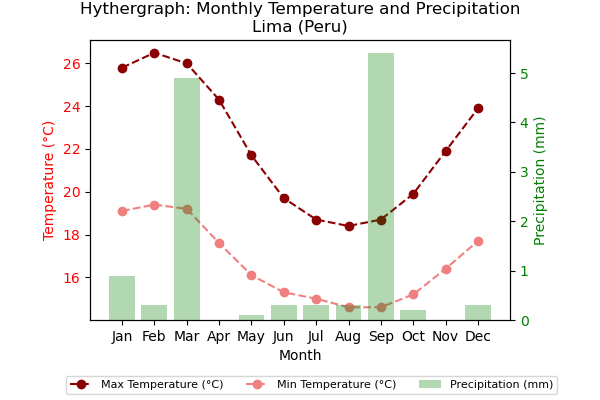 Hythergraph: Monthly Temperature and Precipitation
Lima (Peru)
26
24
22
20
18
16
Temperature (°C)
5
4
3
2
1
0
Precipitation (mm)
Jan Feb Mar Apr May Jun Jul Aug Sep Oct Nov Dec
Month
Max Temperature (°C) Min Temperature (°C) Precipitation (mm)